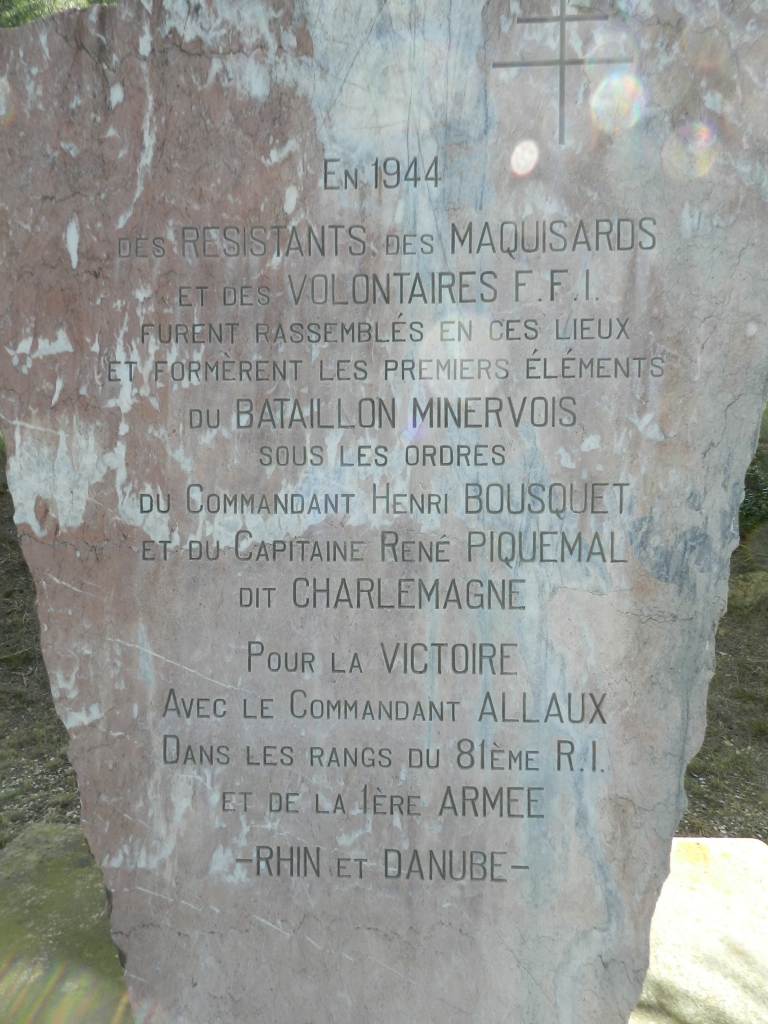 En 1944
des RESISTANTS des MAQUISARDS
et des VOLONTAIRES F.F.I.
furent rassemblés en ces lieux
et formèrent les premiers éléments
du BATAILLON MINERVOIS
sous les ordres
du Commandant Henri BOUSQUET
et du Capitaine René PIQUEMAL
dit CHARLEMAGNE
Pour la VICTOIRE
Avec le Commandant ALLAUX
Dans les rangs du 81ème R.I.
et de la 1ère ARMEE
-RHIN et DANUBE-